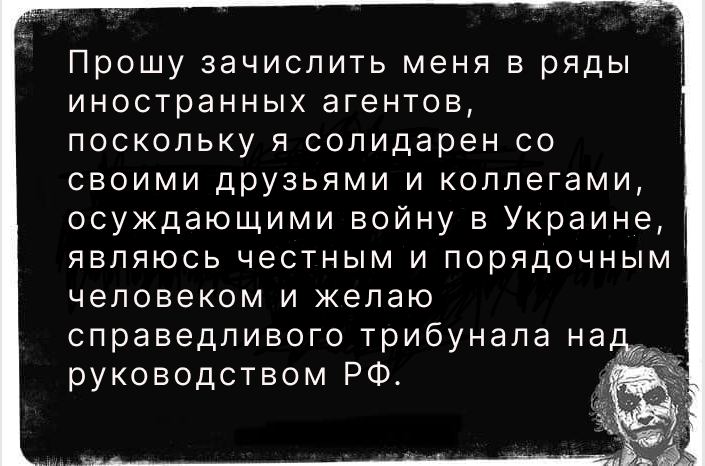 Прошу зачислить меня в ряды
иностранных агентов,
поскольку я солидарен со
своими друзьями и коллегами,
осуждающими войну в Украине,
являюсь честным и порядочным
человеком и желаю
справедливого трибунала над
руководством РФ.